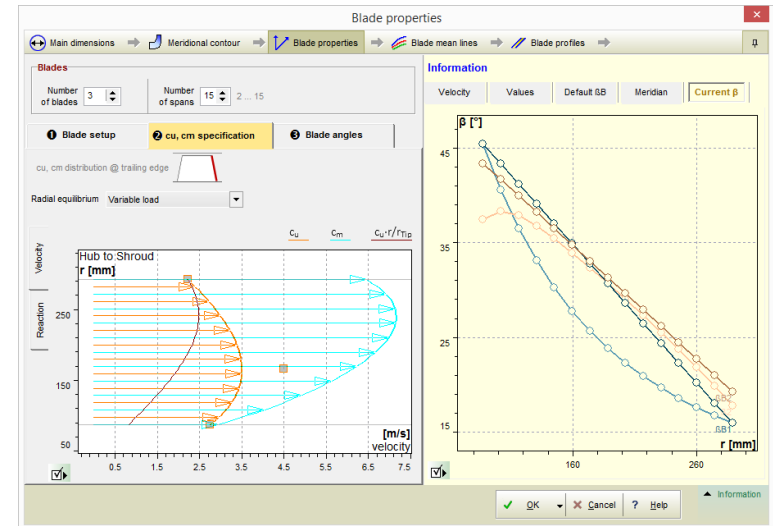 Blade properties
Main dimensions
Meridional contour
Blade properties
Blade mean lines
Blade profiles
Blades
Number of blades
3
Number of spans
15
2 ... 15
1 Blade setup
2 cu, cm specification
3 Blade angles
cu, cm distribution @ trailing edge
Radial equilibrium
Variable load
Velocity
Reaction
cu
cm
cu·r/rTip
Hub to Shroud
r [mm]
250
150
50
[m/s]
velocity
0.5 1.5 2.5 3.5 4.5 5.5 6.5 7.5
Information
Velocity
Values
Default ßB
Meridian
Current β
β [°]
45
35
25
15
ßB1
r [mm]
160 260
OK
Cancel
? Help
Information